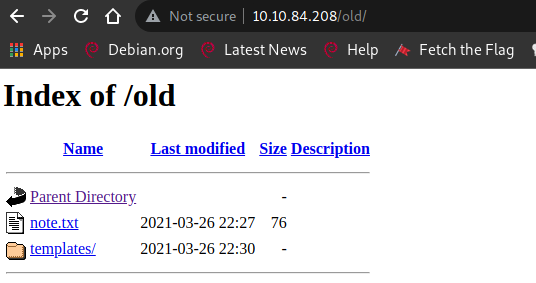 Not secure 10.10.84.208/old/
Debian.org Latest News Help Fetch the Flag
Index of /old
Name Last modified Size Description
Parent Directory -
note.txt 2021-03-26 22:27 76
templates/ 2021-03-26 22:30 -